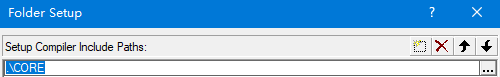 Folder Setup
Setup Compiler Include Paths:
.\CORE